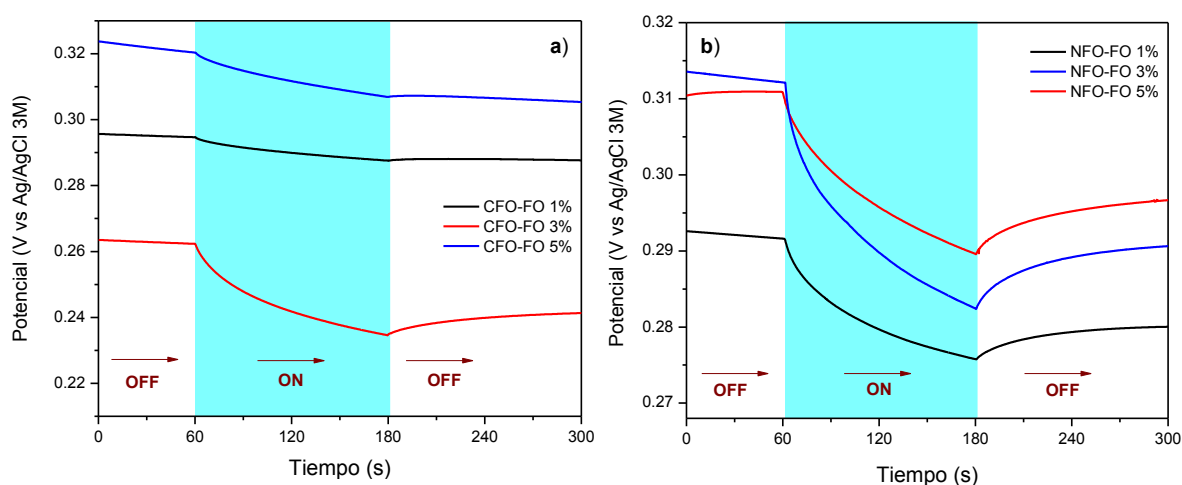 a)
0.32
0.30
0.28
0.26
0.24
0.22
Potencial (V vs Ag/AgCl 3M)
CFO-FO 1%
CFO-FO 3%
CFO-FO 5%
OFF
ON
OFF
0
60
120
180
240
300
Tiempo (s)
b)
0.32
0.31
0.30
0.29
0.28
0.27
Potencial (V vs Ag/AgCl 3M)
NFO-FO 1%
NFO-FO 3%
NFO-FO 5%
OFF
ON
OFF
0
60
120
180
240
300
Tiempo (s)